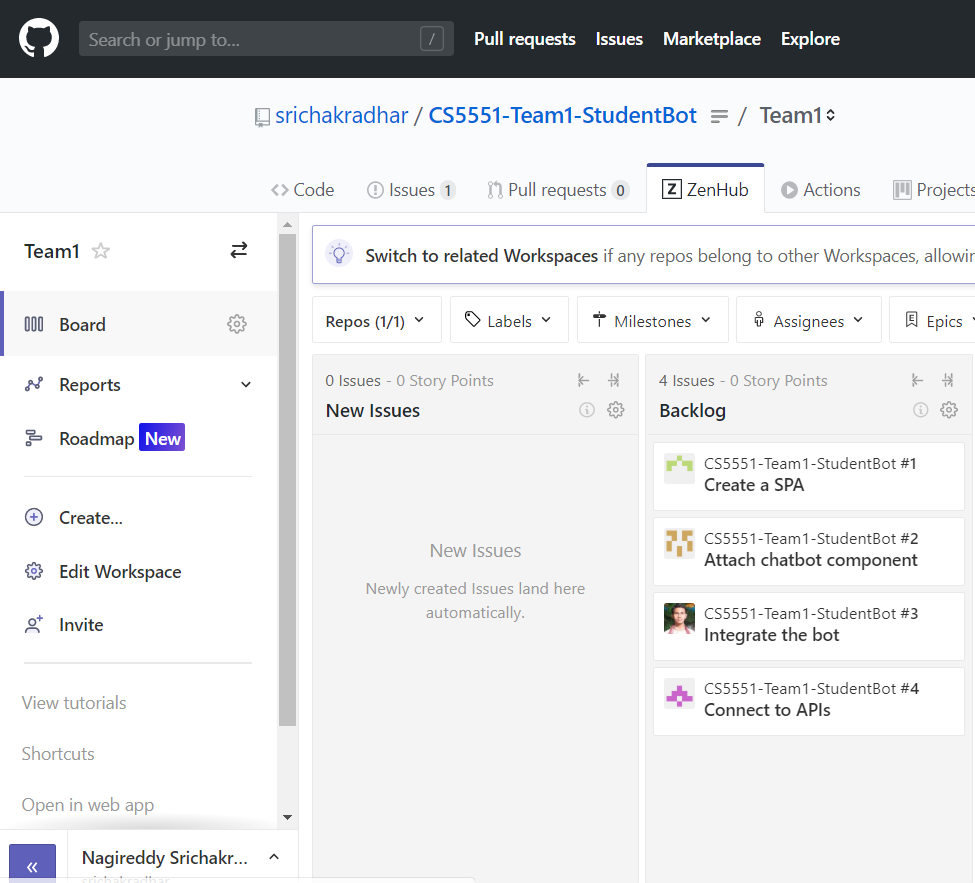 Search or jump to... /
Pull requests Issues Marketplace Explore
srichakradhar / CS5551-Team1-StudentBot / Team1
Code Issues 1 Pull requests 0 ZenHub Actions Projects
Team1
Board
Reports
Roadmap New
Create...
Edit Workspace
Invite
View tutorials
Shortcuts
Open in web app
« Nagireddy Srichakr...
srichakradhar
Switch to related Workspaces if any repos belong to other Workspaces, allowin
Repos (1/1) Labels Milestones Assignees Epics
0 Issues - 0 Story Points
New Issues
New Issues
Newly created Issues land here
automatically.
4 Issues - 0 Story Points
Backlog
CS5551-Team1-StudentBot #1
Create a SPA
CS5551-Team1-StudentBot #2
Attach chatbot component
CS5551-Team1-StudentBot #3
Integrate the bot
CS5551-Team1-StudentBot #4
Connect to APIs